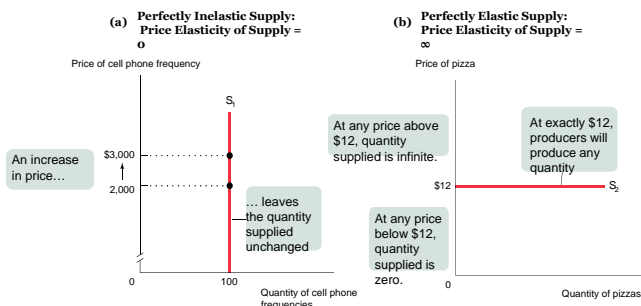 (a) Perfectly Inelastic Supply:
Price Elasticity of Supply =
0
Price of cell phone frequency
S1
An increase
in price…
$3,000
2,000
… leaves
the quantity
supplied
unchanged
0
100
Quantity of cell phone
frequencies
(b) Perfectly Elastic Supply:
Price Elasticity of Supply =
∞
Price of pizza
At any price above
$12, quantity
supplied is infinite.
At exactly $12,
producers will
produce any
quantity
$12
S2
At any price
below $12,
quantity
supplied is
zero.
0
Quantity of pizzas